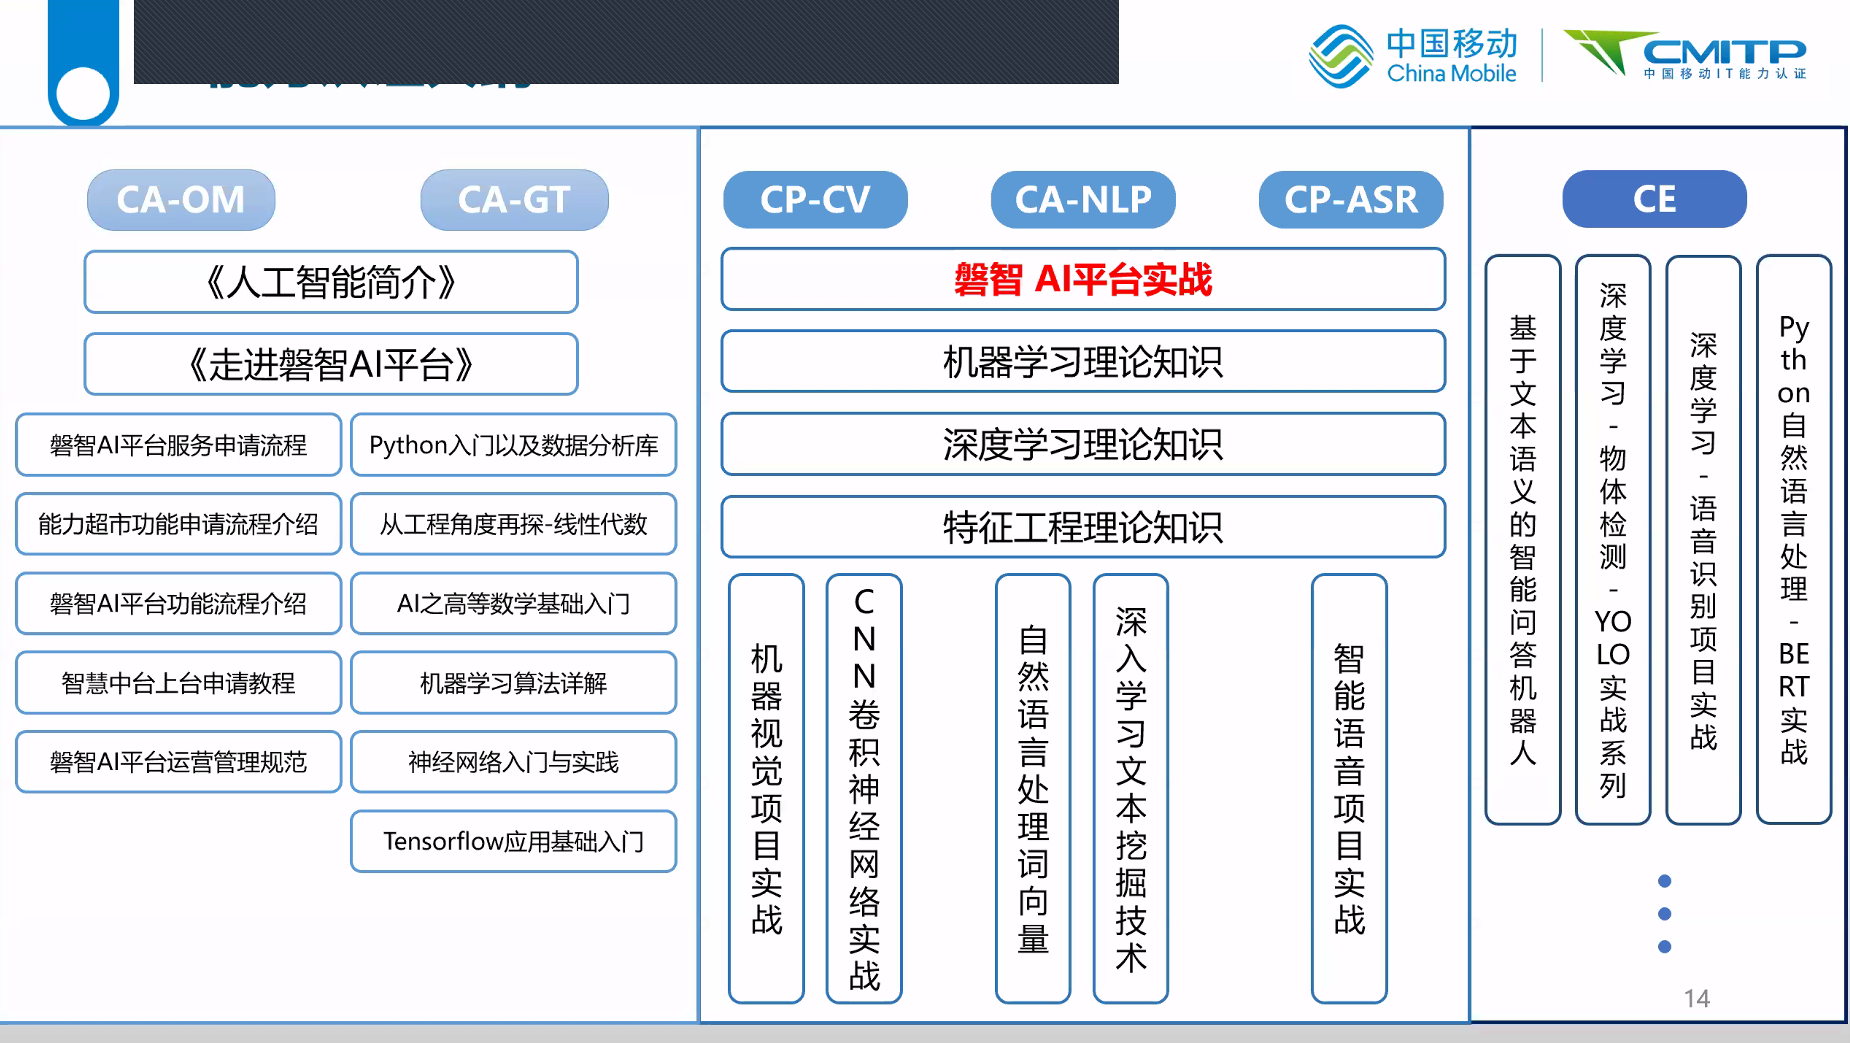 中国移动
China Mobile
CMITP
中国移动IT能力认证
CA-OM
CA-GT
《人工智能简介》
《走进磐智AI平台》
磐智AI平台服务申请流程
Python入门以及数据分析库
能力超市功能申请流程介绍
从工程角度再探-线性代数
磐智AI平台功能流程介绍
AI之高等数学基础入门
智慧中台上台申请教程
机器学习算法详解
磐智AI平台运营管理规范
神经网络入门与实践
Tensorflow应用基础入门
CP-CV
CA-NLP
CP-ASR
磐智 AI平台实战
机器学习理论知识
深度学习理论知识
特征工程理论知识
机器视觉项目实战
CNN卷积神经网络实战
自然语言处理词向量
深入学习文本挖掘技术
智能语音项目实战
CE
基于文本语义的智能问答机器人
深度学习-物体检测-YOLO实战系列
深度学习-语音识别项目实战
Python自然语言处理-BERT实战
14